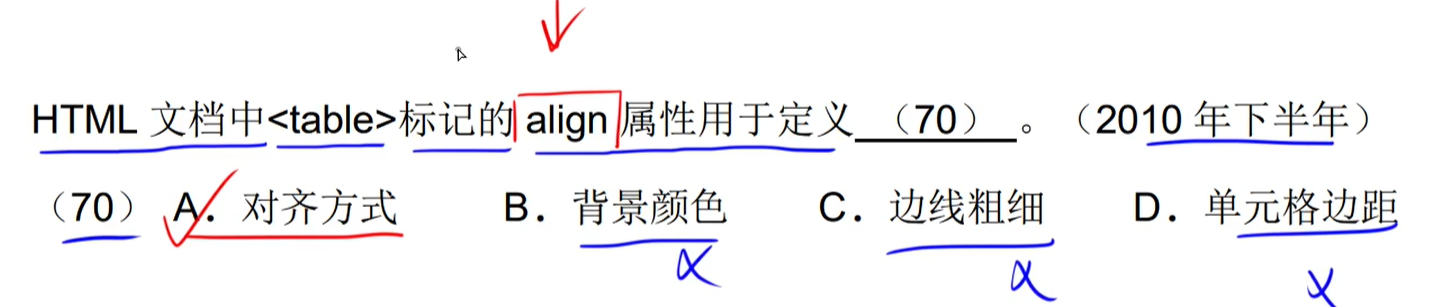 HTML 文档中<table>标记的 align 属性用于定义 （70） 。（2010 年下半年）
（70） A．对齐方式 B．背景颜色 C．边线粗细 D．单元格边距